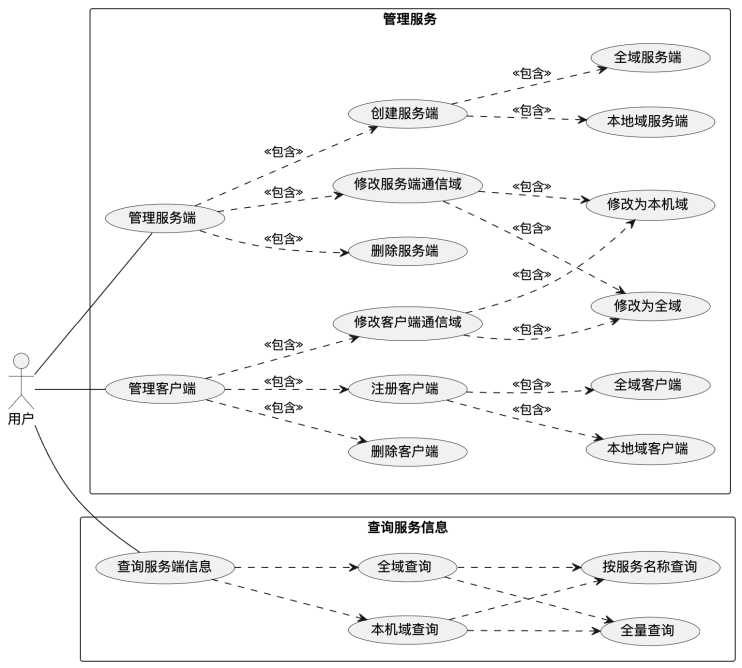 管理服务
全域服务端
《包含》
创建服务端
《包含》
本地域服务端
《包含》
修改服务端通信域
《包含》
修改为本机域
《包含》
管理服务端
《包含》
《包含》
删除服务端
《包含》
修改为全域
修改客户端通信域
《包含》
《包含》
用户
管理客户端
《包含》
注册客户端
《包含》
全域客户端
《包含》
《包含》
删除客户端
本地域客户端
查询服务信息
查询服务端信息
全域查询
按服务名称查询
本机域查询
全量查询